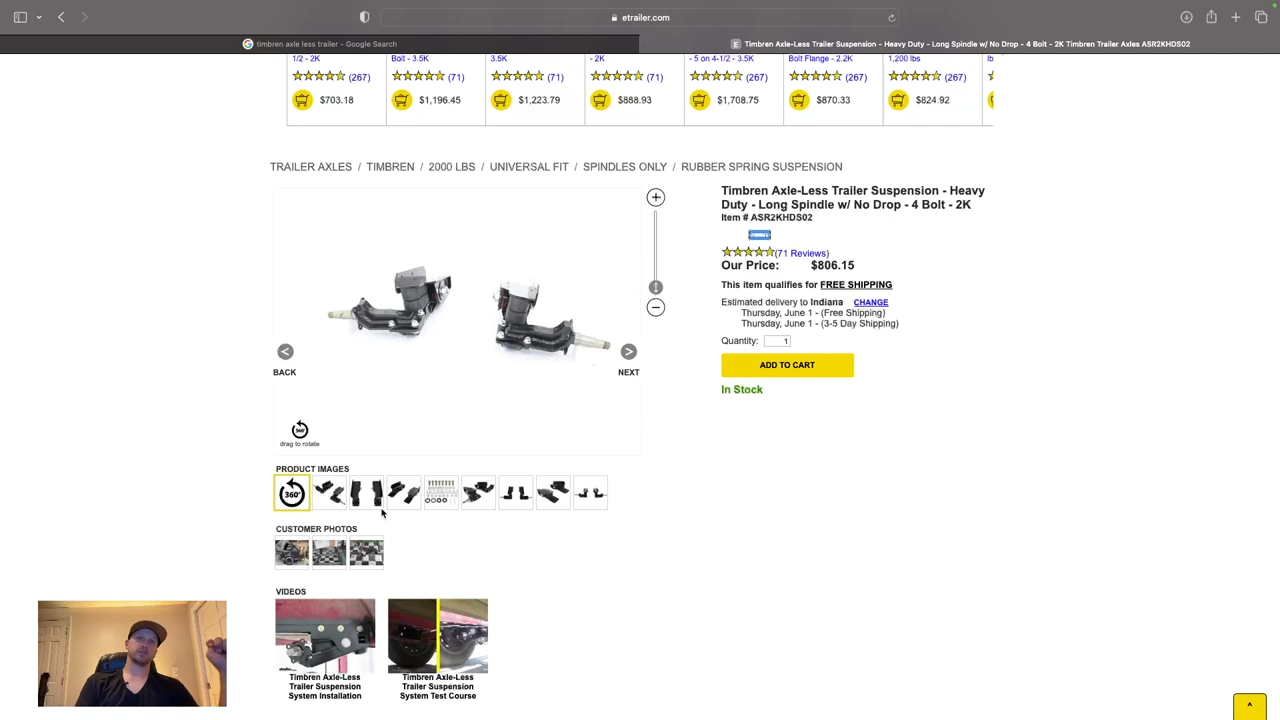 etrailer.com
timbren axle less trailer - Google Search
Timbren Axle-Less Trailer Suspension - Heavy Duty - Long Spindle w/ No Drop - 4 Bolt - 2K Timbren Trailer Axles ASR2KHDS02
1/2 - 2K
Bolt - 3.5K
3.5K
- 2K
- 5 on 4-1/2 - 3.5K
Bolt Flange - 2.2K
1,200 lbs
lb
(267)
(71)
(71)
(71)
(267)
(267)
(267)
$703.18
$1,196.45
$1,223.79
$888.93
$1,708.75
$870.33
$824.92
TRAILER AXLES / TIMBREN / 2000 LBS / UNIVERSAL FIT / SPINDLES ONLY / RUBBER SPRING SUSPENSION
Timbren Axle-Less Trailer Suspension - Heavy
Duty - Long Spindle w/ No Drop - 4 Bolt - 2K
Item # ASR2KHDS02
(71 Reviews)
Our Price: $806.15
This item qualifies for FREE SHIPPING
Estimated delivery to Indiana CHANGE
Thursday, June 1 - (Free Shipping)
Thursday, June 1 - (3-5 Day Shipping)
Quantity: 1
ADD TO CART
In Stock
BACK
NEXT
360°
drag to rotate
PRODUCT IMAGES
360°
CUSTOMER PHOTOS
VIDEOS
Timbren Axle-Less
Trailer Suspension
System Installation
Timbren Axle-Less
Trailer Suspension
System Test Course